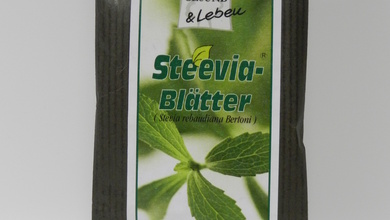 & Leben
Steevia-®
Blätter
( Stevia rebaudiana Bertoni )